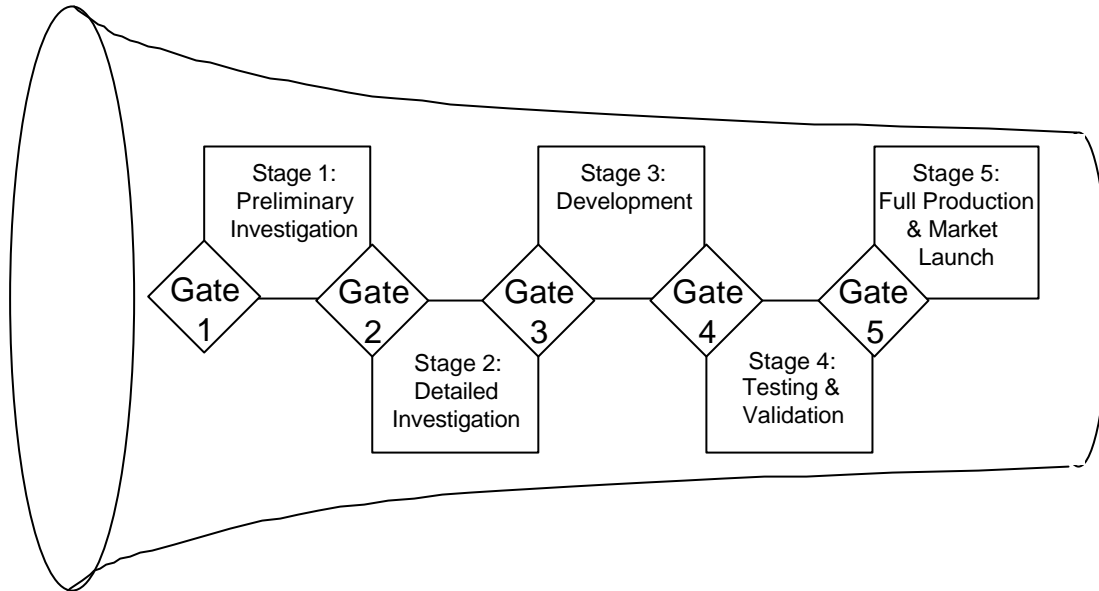 Gate
1
Stage 1:
Preliminary
Investigation
Gate
2
Stage 2:
Detailed
Investigation
Gate
3
Stage 3:
Development
Gate
4
Stage 4:
Testing &
Validation
Gate
5
Stage 5:
Full Production
& Market
Launch